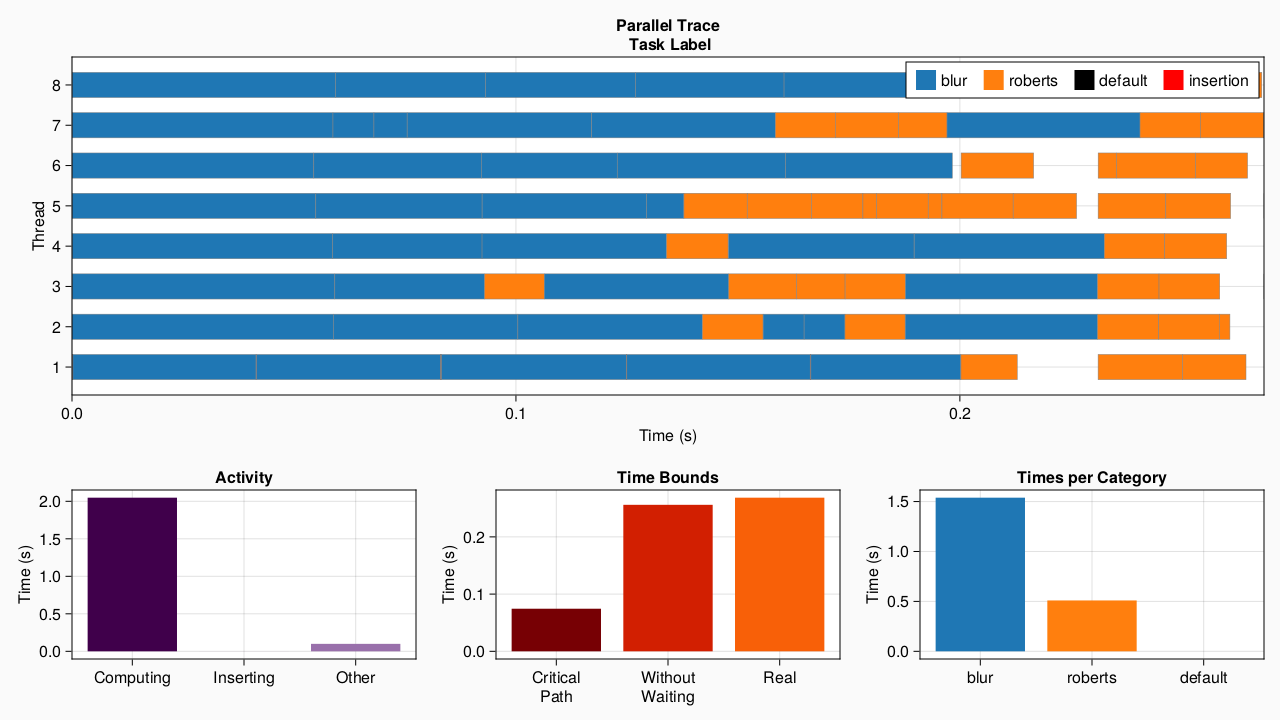 Parallel Trace
Task Label
blur roberts default insertion
Thread
8
7
6
5
4
3
2
1
0.0 0.1 0.2
Time (s)
Activity
Time (s)
2.0
1.5
1.0
0.5
0.0
Computing Inserting Other
Time Bounds
Time (s)
0.2
0.1
0.0
Critical Path
Without Waiting
Real
Times per Category
Time (s)
1.5
1.0
0.5
0.0
blur roberts default